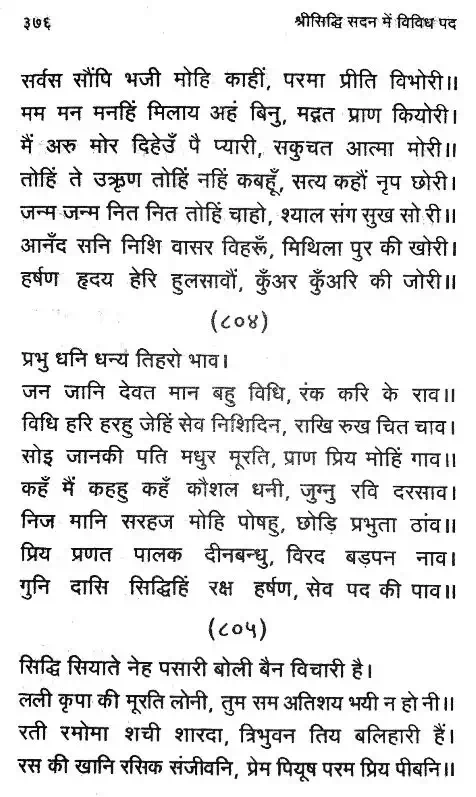 ३७६ श्रीसिद्धि सदन में विविध पद
सर्वस सौंपि भजी मोहि काहीं, परमा प्रीति विभोरी॥
मम मन मनहिं मिलाय अहं बिनु, मद्गत प्राण कियोरी।
मैं अरु मोर दिहेउँ पै प्यारी, सकुचत आत्मा मोरी॥
तोहिं ते उऋण तोहिं नहिं कबहूँ, सत्य कहौं नृप छोरी।
जन्म जन्म नित नित तोहिं चाहो, श्याल संग सुख सो री॥
आनँद सनि निशि वासर विहरूँ, मिथिला पुर की खोरी।
हर्षण हृदय हेरि हुलसावौं, कुँअर कुँअरि की जोरी॥
(८०४)
प्रभु धनि धन्य तिहरो भाव।
जन जानि देवत मान बहु विधि, रंक करि के राव॥
विधि हरि हरहु जेहिं सेव निशिदिन, राखि रुख चित चाव।
सोइ जानकी पति मधुर मूरति, प्राण प्रिय मोहिं गाव॥
कहँ मैं कहहु कहँ कौशल धनी, जुग्नु रवि दरसाव।
निज मानि सरहज मोहि पोषहु, छोड़ि प्रभुता ठांव॥
प्रिय प्रणत पालक दीनबन्धु, विरद बड़पन नाव।
गुनि दासि सिद्धिहिं रक्ष हर्षण, सेव पद की पाव॥
(८०५)
सिद्धि सियाते नेह पसारी बोली बैन विचारी है।
लली कृपा की मूरति लोनी, तुम सम अतिशय भयी न हो नी॥
रती रमोमा शची शारदा, त्रिभुवन तिय बलिहारी हैं।
रस की खानि रसिक संजीवनि, प्रेम पियूष परम प्रिय पीबनि॥